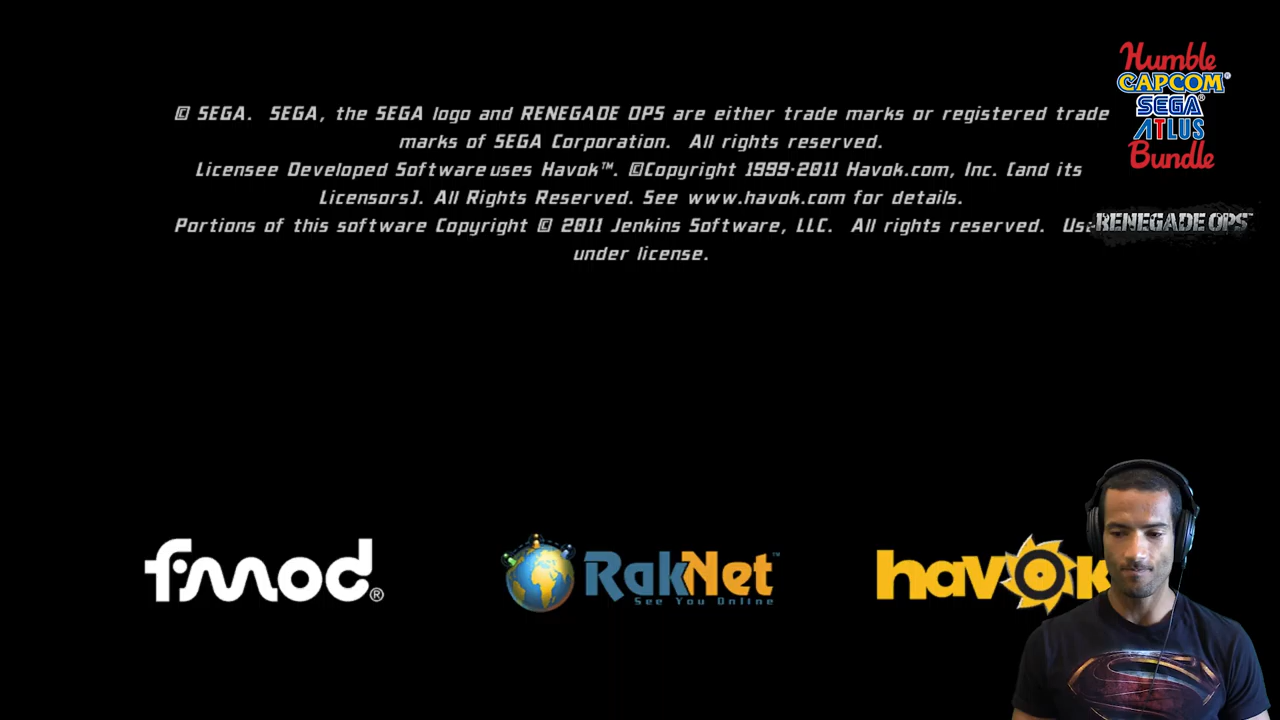 © SEGA. SEGA, the SEGA logo and RENEGADE OPS are either trade marks or registered trade
marks of SEGA Corporation. All rights reserved.
Licensee Developed Software uses Havok™. ©Copyright 1999-2011 Havok.com, Inc. (and its
Licensors). All Rights Reserved. See www.havok.com for details.
Portions of this software Copyright © 2011 Jenkins Software, LLC. All rights reserved. Use
under license.
Humble
CAPCOM®
SEGA®
ATLUS
Bundle
RENEGADE OPS™
fmod®
RakNet™
See You Online
havok